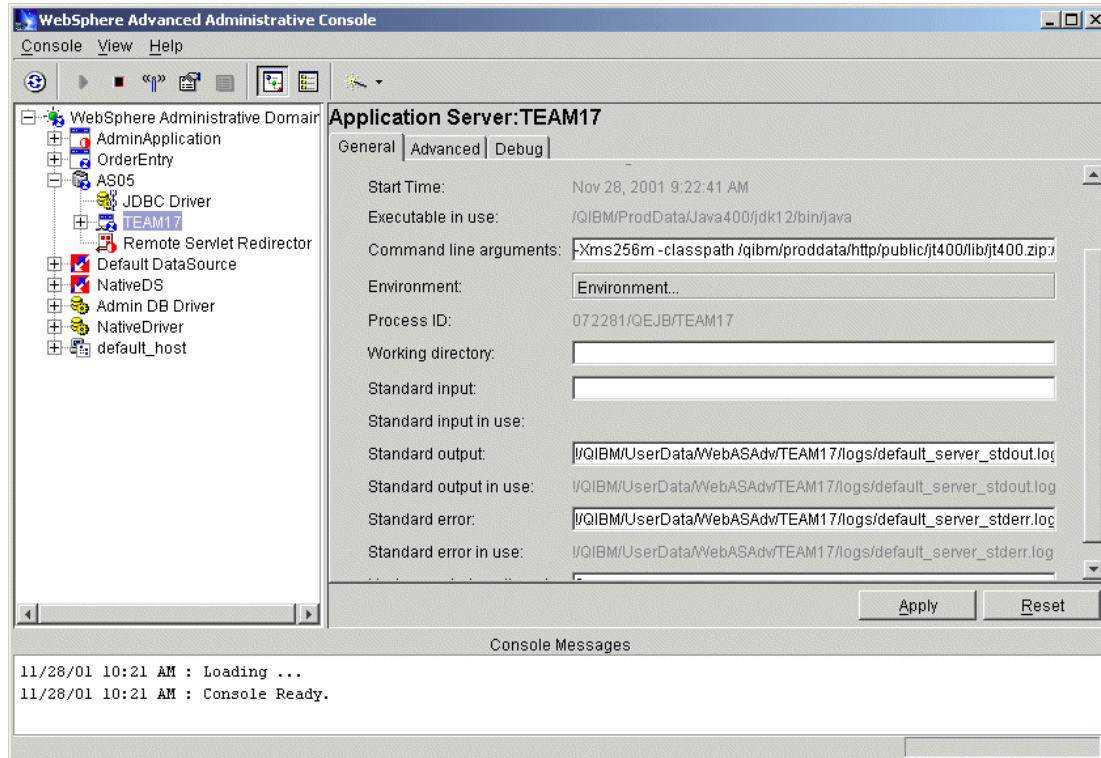 WebSphere Advanced Administrative Console
Console View Help
WebSphere Administrative Domain
AdminApplication
OrderEntry
AS05
JDBC Driver
TEAM17
Remote Servlet Redirector
Default DataSource
NativeDS
Admin DB Driver
NativeDriver
default_host
Application Server:TEAM17
General Advanced Debug
Start Time: Nov 28, 2001 9:22:41 AM
Executable in use: /QIBM/ProdData/Java400/jdk12/bin/java
Command line arguments: -Xms256m -classpath /qibm/proddata/http/public/jt400/lib/jt400.zip:/
Environment: Environment...
Process ID: 072281/QEJB/TEAM17
Working directory:
Standard input:
Standard input in use:
Standard output: /QIBM/UserData/WebASAdv/TEAM17/logs/default_server_stdout.log
Standard output in use: /QIBM/UserData/WebASAdv/TEAM17/logs/default_server_stdout.log
Standard error: /QIBM/UserData/WebASAdv/TEAM17/logs/default_server_stderr.log
Standard error in use: /QIBM/UserData/WebASAdv/TEAM17/logs/default_server_stderr.log
Apply Reset
Console Messages
11/28/01 10:21 AM : Loading ...
11/28/01 10:21 AM : Console Ready.